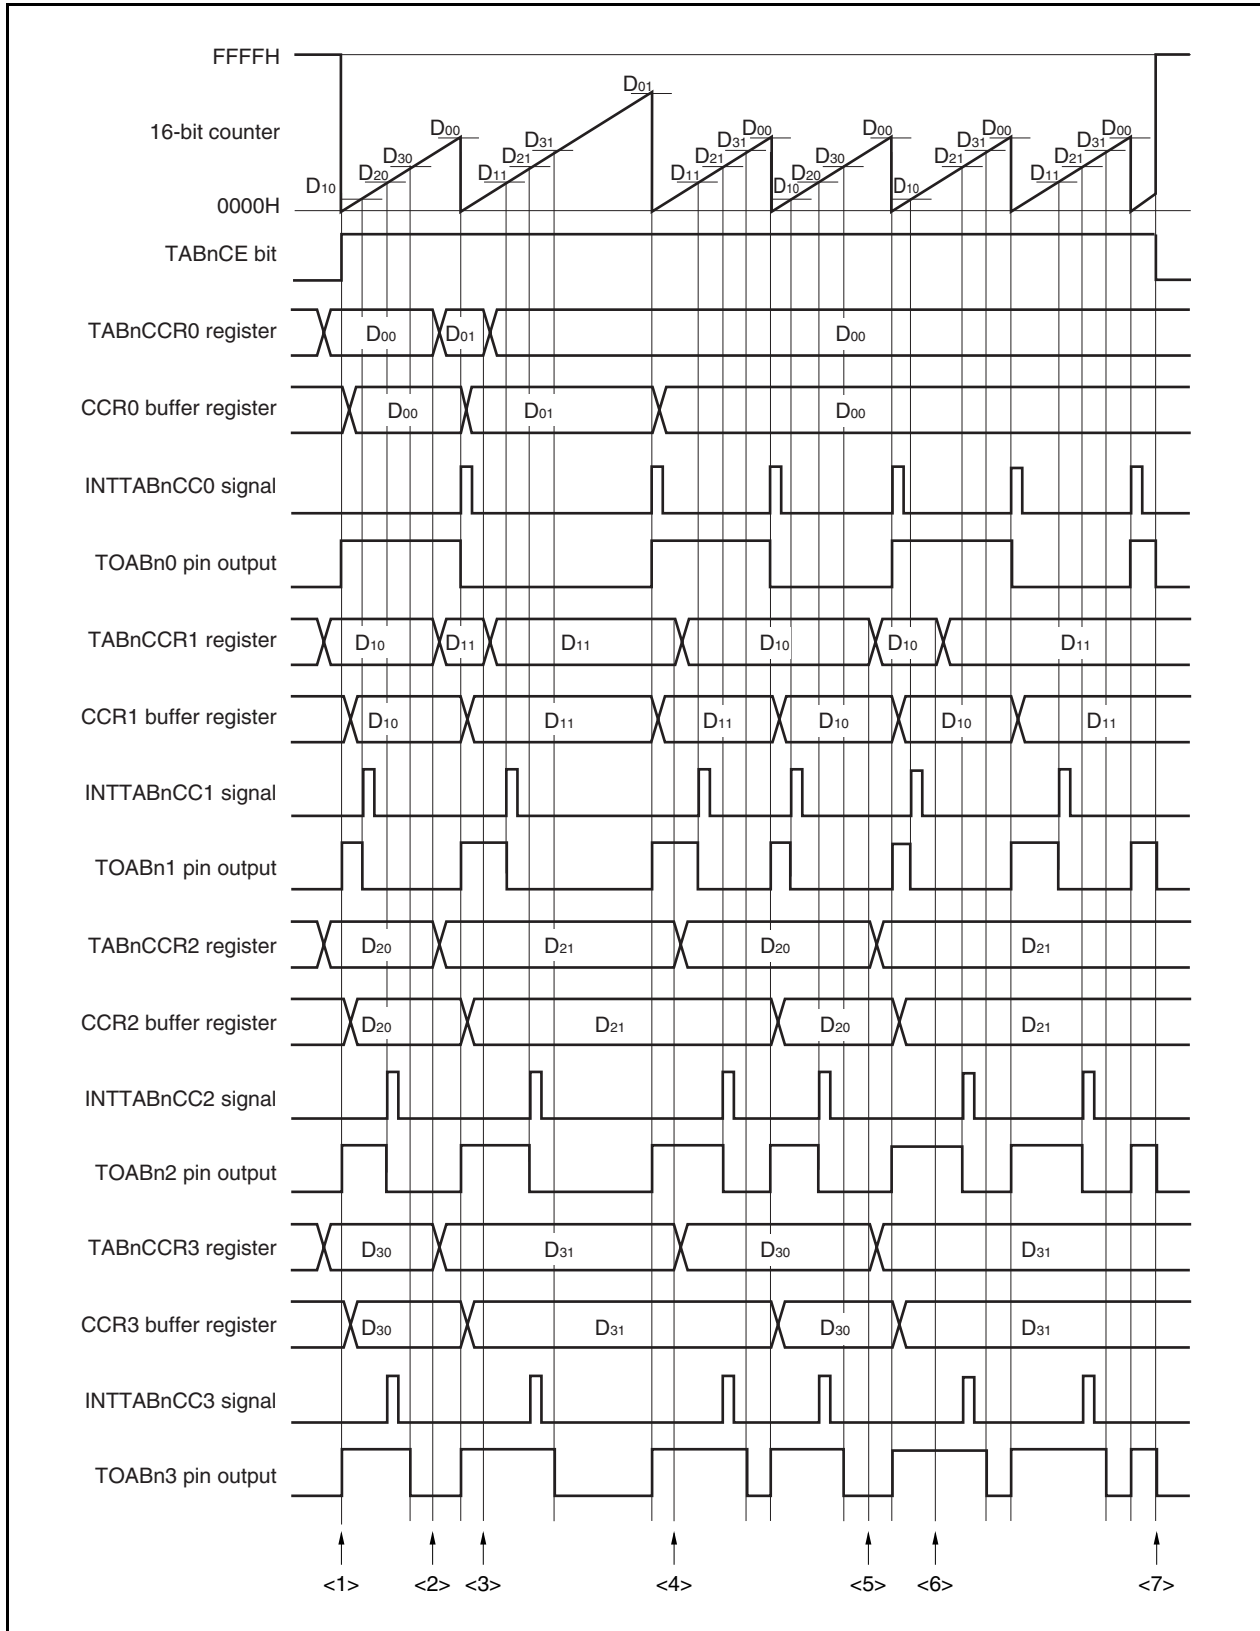 FFFFH
D01
16-bit counter
D00 D00 D00 D00 D00
D30 D31 D31 D30 D31 D31
D20 D21 D21 D21 D21
D10 D11 D11 D10 D20 D10 D11
0000H
TABnCE bit
TABnCCR0 register D00 D01 D00
CCR0 buffer register D00 D01 D00
INTTABnCC0 signal
TOABn0 pin output
TABnCCR1 register D10 D11 D11 D10 D10 D11
CCR1 buffer register D10 D11 D11 D10 D10 D11
INTTABnCC1 signal
TOABn1 pin output
TABnCCR2 register D20 D21 D20 D21
CCR2 buffer register D20 D21 D20 D21
INTTABnCC2 signal
TOABn2 pin output
TABnCCR3 register D30 D31 D30 D31
CCR3 buffer register D30 D31 D30 D31
INTTABnCC3 signal
TOABn3 pin output
<1> <2> <3> <4> <5> <6> <7>